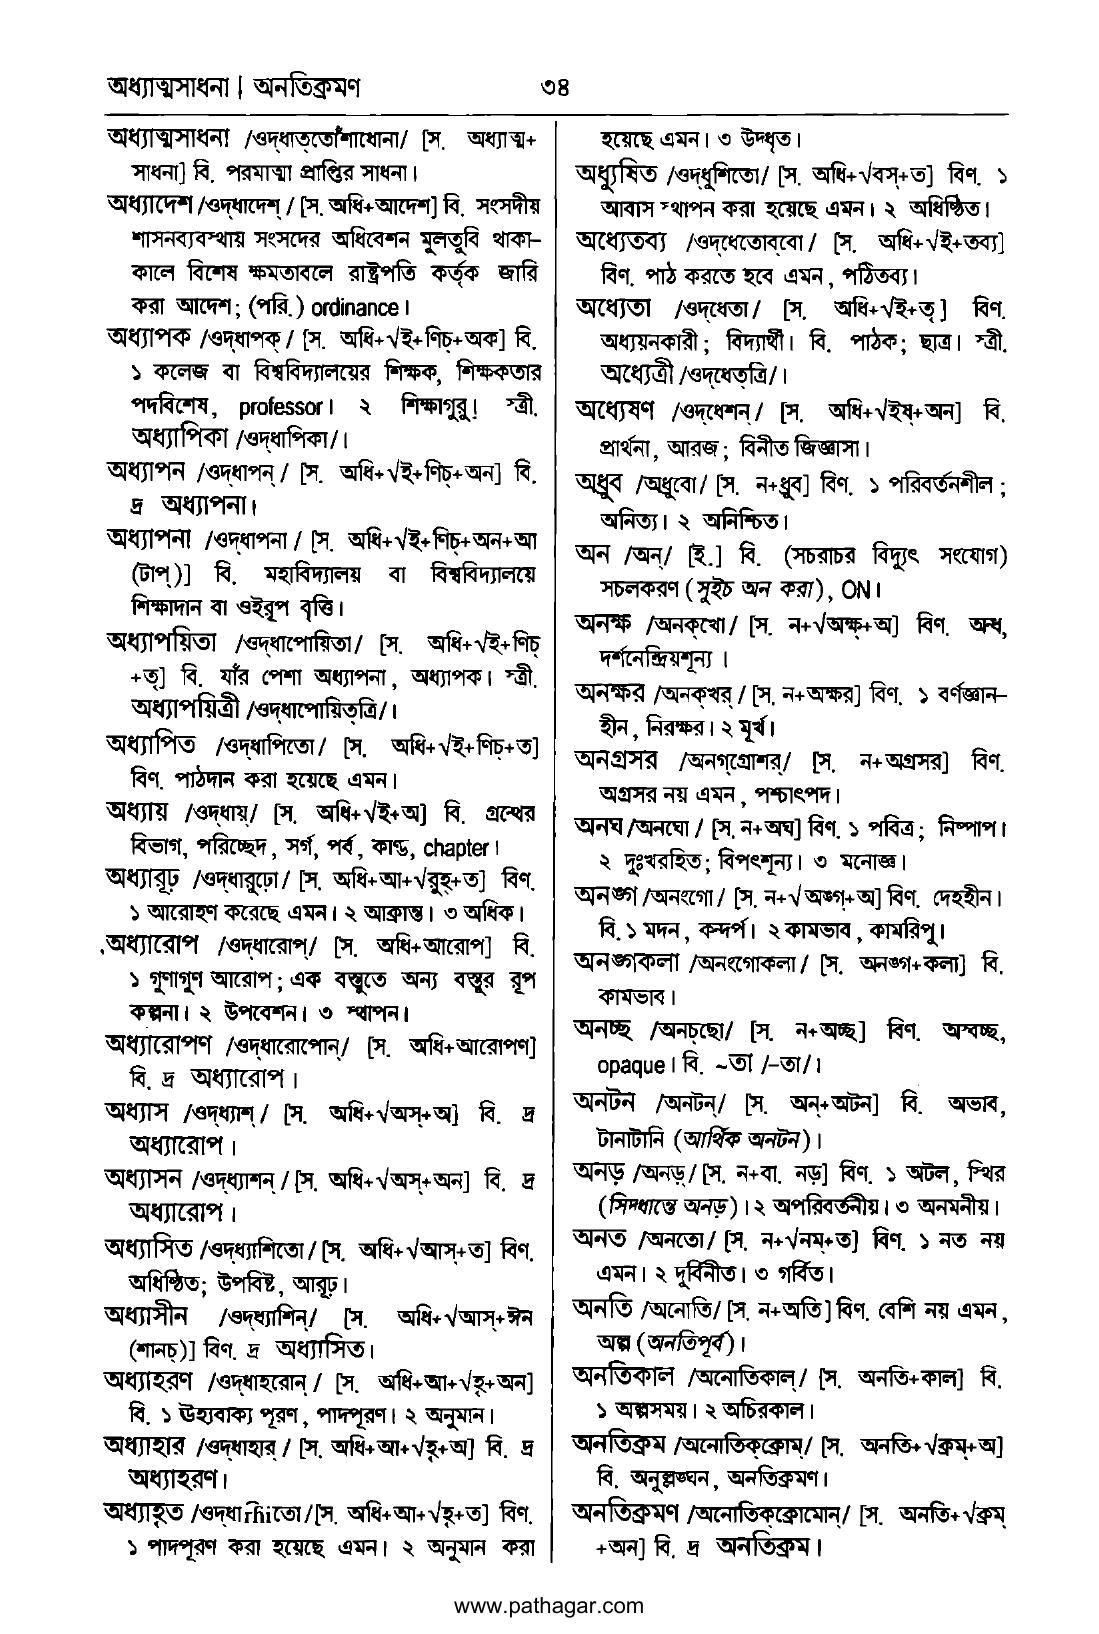 অধ্যাত্মসাধনা | অনতিক্রমণ
৩৪
অধ্যাত্মসাধনা /ওদ্‌ধাত্‌তোঁশাধোনা/ [স. অধ্যাত্ম+
সাধনা] বি. পরমাত্মা প্রাপ্তির সাধনা।
অধ্যাদেশ /ওদ্‌ধাদেশ্‌ / [স. অধি+আদেশ] বি. সংসদীয়
শাসনব্যবস্থায় সংসদের অধিবেশন মূলতুবি থাকা-
কালে বিশেষ ক্ষমতাবলে রাষ্ট্রপতি কর্তৃক জারি
করা আদেশ; (পরি.) ordinance।
অধ্যাপক /ওদ্‌ধাপক্‌ / [স. অধি+√ই+ণিচ্‌+অক] বি.
১ কলেজ বা বিশ্ববিদ্যালয়ের শিক্ষক, শিক্ষকতার
পদবিশেষ, professor। ২ শিক্ষাগুরু। স্ত্রী.
অধ্যাপিকা /ওদ্‌ধাপিকা/।
অধ্যাপন /ওদ্‌ধাপন্‌ / [স. অধি+√ই+ণিচ্‌+অন] বি.
দ্র অধ্যাপনা।
অধ্যাপনা /ওদ্‌ধাপনা / [স. অধি+√ই+ণিচ্‌+অন+আ
(টাপ্‌)] বি. মহাবিদ্যালয় বা বিশ্ববিদ্যালয়ে
শিক্ষাদান বা ওইরূপ বৃত্তি।
অধ্যাপয়িতা /ওদ্‌ধাপোয়িতা/ [স. অধি+√ই+ণিচ্‌
+তৃ] বি. যাঁর পেশা অধ্যাপনা, অধ্যাপক। স্ত্রী.
অধ্যাপয়িত্রী /ওদ্‌ধাপোয়িত্‌ত্রি/।
অধ্যাপিত /ওদ্‌ধাপিতো/ [স. অধি+√ই+ণিচ্‌+ত]
বিণ. পাঠদান করা হয়েছে এমন।
অধ্যায় /ওদ্‌ধায়্‌/ [স. অধি+√ই+অ] বি. গ্রন্থের
বিভাগ, পরিচ্ছেদ, সর্গ, পর্ব, কাণ্ড, chapter।
অধ্যারূঢ় /ওদ্‌ধারুঢ়ো/ [স. অধি+আ+√রুহ্‌+ত] বিণ.
১ আরোহণ করেছে এমন। ২ আক্রান্ত। ৩ অধিক।
অধ্যারোপ /ওদ্‌ধারোপ্‌/ [স. অধি+আরোপ] বি.
১ গুণাগুণ আরোপ; এক বস্তুতে অন্য বস্তুর রূপ
কল্পনা। ২ উপবেশন। ৩ স্থাপন।
অধ্যারোপণ /ওদ্‌ধারোপোন্‌/ [স. অধি+আরোপণ]
বি. দ্র অধ্যারোপ।
অধ্যাস /ওদ্‌ধ্যাশ্‌ / [স. অধি+√অস্‌+অ] বি. দ্র
অধ্যারোপ।
অধ্যাসন /ওদ্‌ধ্যাশন্‌ / [স. অধি+√অস্‌+অন] বি. দ্র
অধ্যারোপ।
অধ্যাসিত /ওদ্‌ধ্যাশিতো / [স. অধি+√আস্‌+ত] বিণ.
অধিষ্ঠিত; উপবিষ্ট, আরূঢ়।
অধ্যাসীন /ওদ্‌ধ্যাশিন্‌/ [স. অধি+√আস্‌+ঈন
(শানচ্‌)] বিণ. দ্র অধ্যাসিত।
অধ্যাহরণ /ওদ্‌ধাহরোন্‌ / [স. অধি+আ+√হৃ+অন]
বি. ১ ঊহ্যবাক্য পূরণ, পাদপূরণ। ২ অনুমান।
অধ্যাহার /ওদ্‌ধাহার্‌ / [স. অধি+আ+√হৃ+অ] বি. দ্র
অধ্যাহরণ।
অধ্যাহৃত /ওদ্‌ধাrhiতো/ [স. অধি+আ+√হৃ+ত] বিণ.
১ পাদপূরণ করা হয়েছে এমন। ২ অনুমান করা
হয়েছে এমন। ৩ উদ্ধৃত।
অধ্যুষিত /ওদ্‌ধুশিতো/ [স. অধি+√বস্‌+ত] বিণ. ১
আবাস স্থাপন করা হয়েছে এমন। ২ অধিষ্ঠিত।
অধ্যেতব্য /ওদ্‌ধেতোব্‌বো/ [স. অধি+√ই+তব্য]
বিণ. পাঠ করতে হবে এমন, পঠিতব্য।
অধ্যেতা /ওদ্‌ধেতা/ [স. অধি+√ই+তৃ] বিণ.
অধ্যয়নকারী; বিদ্যার্থী। বি. পাঠক; ছাত্র। স্ত্রী.
অধ্যেত্রী /ওদ্‌ধেত্‌ত্রি/।
অধ্যেষণ /ওদ্‌ধেশন্‌ / [স. অধি+√ইষ্‌+অন] বি.
প্রার্থনা, আরজ; বিনীত জিজ্ঞাসা।
অধ্রুব /অধ্রুবো/ [স. ন+ধ্রুব] বিণ. ১ পরিবর্তনশীল;
অনিত্য। ২ অনিশ্চিত।
অন /অন্‌/ [ই.] বি. (সচরাচর বিদ্যুৎ সংযোগ)
সচলকরণ (সুইচ অন করা), ON।
অনক্ষ /অনক্‌খো/ [স. ন+√অক্ষ্‌+অ] বিণ. অন্ধ,
দর্শনেন্দ্রিয়শূন্য।
অনক্ষর /অনক্‌খর্‌ / [স. ন+অক্ষর] বিণ. ১ বর্ণজ্ঞান-
হীন, নিরক্ষর। ২ মূর্খ।
অনগ্রসর /অনগ্‌গ্রোশর্‌/ [স. ন+অগ্রসর] বিণ.
অগ্রসর নয় এমন, পশ্চাৎপদ।
অনঘ /অনঘো / [স. ন+অঘ] বিণ. ১ পবিত্র; নিষ্পাপ।
২ দুঃখরহিত; বিপৎশূন্য। ৩ মনোজ্ঞ।
অনঙ্গ /অনংগো / [স. ন+√অঙ্গ্‌+অ] বিণ. দেহহীন।
বি. ১ মদন, কন্দর্প। ২ কামভাব, কামরিপু।
অনঙ্গকলা /অনংগোকলা / [স. অনঙ্গ+কলা] বি.
কামভাব।
অনচ্ছ /অনচ্‌ছো/ [স. ন+অচ্ছ] বিণ. অস্বচ্ছ,
opaque। বি. ~তা /–তা/।
অনটন /অনটন্‌/ [স. অন্‌+অটন] বি. অভাব,
টানাটানি (আর্থিক অনটন)।
অনড় /অনড়্‌/ [স. ন+বা. নড়] বিণ. ১ অটল, স্থির
(সিদ্ধান্তে অনড়)। ২ অপরিবর্তনীয়। ৩ অনমনীয়।
অনত /অনতো/ [স. ন+√নম্‌+ত] বিণ. ১ নত নয়
এমন। ২ দুর্বিনীত। ৩ গর্বিত।
অনতি /অনোতি/ [স. ন+অতি] বিণ. বেশি নয় এমন,
অল্প (অনতিপূর্ব)।
অনতিকাল /অনোতিকাল্‌/ [স. অনতি+কাল] বি.
১ অল্পসময়। ২ অচিরকাল।
অনতিক্রম /অনোতিক্‌ক্রোম্‌/ [স. অনতি+√ক্রম্‌+অ]
বি. অনুল্লঙ্ঘন, অনতিক্রমণ।
অনতিক্রমণ /অনোতিক্‌ক্রোমোন্‌/ [স. অনতি+√ক্রম্‌
+অন] বি. দ্র অনতিক্রম।
www.pathagar.com